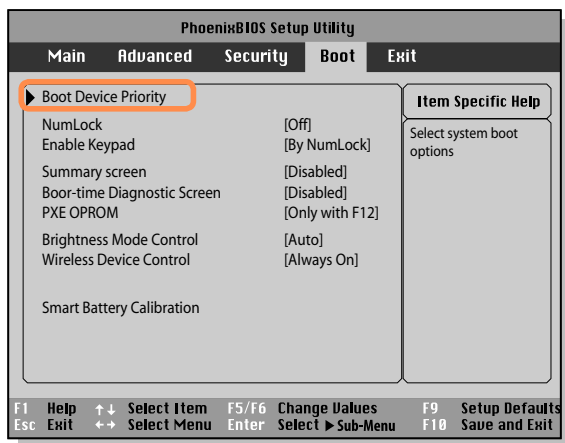 PhoenixBIOS Setup Utility
Main Advanced Security Boot Exit
Boot Device Priority
NumLock [Off]
Enable Keypad [By NumLock]
Summary screen [Disabled]
Boor-time Diagnostic Screen [Disabled]
PXE OPROM [Only with F12]
Brightness Mode Control [Auto]
Wireless Device Control [Always On]
Smart Battery Calibration
Item Specific Help
Select system boot
options
F1 Help ↑↓ Select Item F5/F6 Change Values F9 Setup Defaults
Esc Exit ←→ Select Menu Enter Select ▶ Sub-Menu F10 Save and Exit